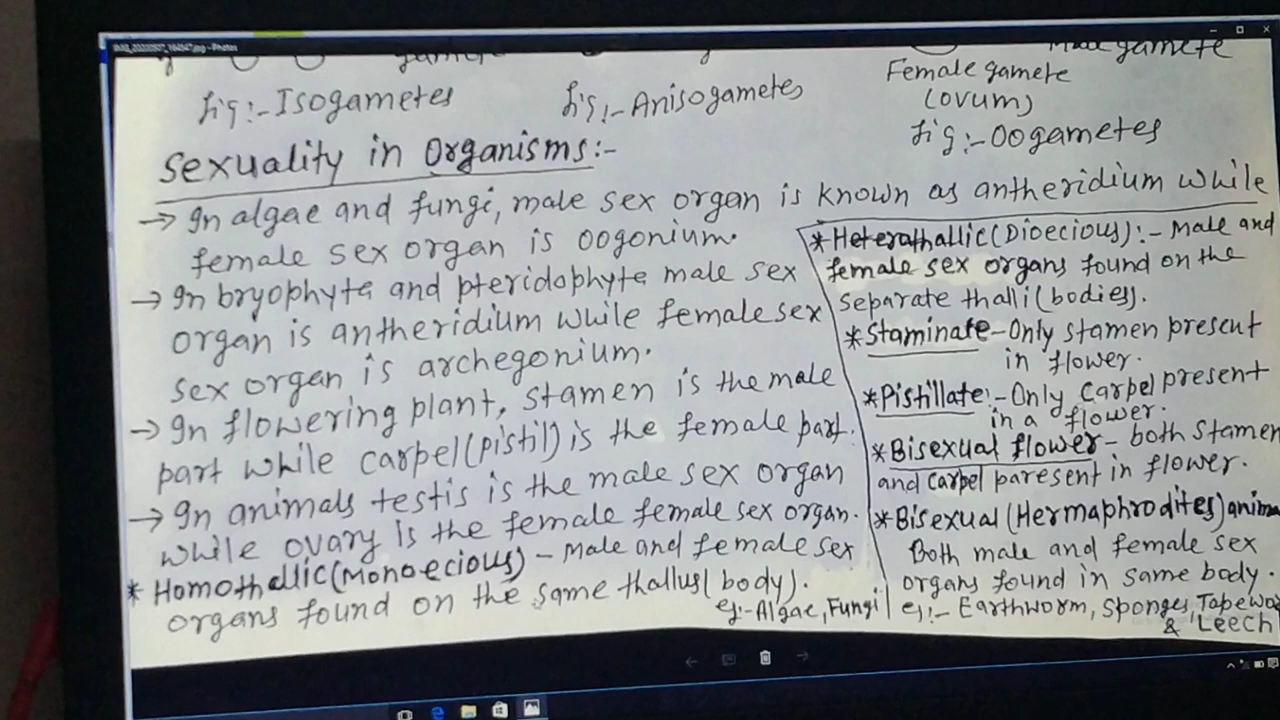 Fig:- Isogametes
Fig:- Anisogametes
Male gamete
Female gamete
(ovum)
fig:- Oogametes
Sexuality in Organisms:-
→ In algae and fungi, male sex organ is known as antheridium while
female sex organ is oogonium.
→ In bryophyta and pteridophyte male sex
organ is antheridium while female sex
sex organ is archegonium.
→ In flowering plant, stamen is the male
part while carpel (pistil) is the female part.
→ In animals testis is the male sex organ
while ovary is the female female sex organ.
* Homothallic (Monoecious) - Male and female sex
organs found on the same thallus (body).
eg:- Algae, Fungi
* Heterothallic (Dioecious):- Male and
female sex organs found on the
separate thalli (bodies).
* Staminate - Only stamen present
in flower.
* Pistillate:- Only Carpel present
in a flower.
* Bisexual flower - both Stamen
and carpel paresent in flower.
* Bisexual (Hermaphrodites) anima
Both male and female sex
organs found in same body.
eg:- Earthworm, Sponges, Tapewor
& Leech